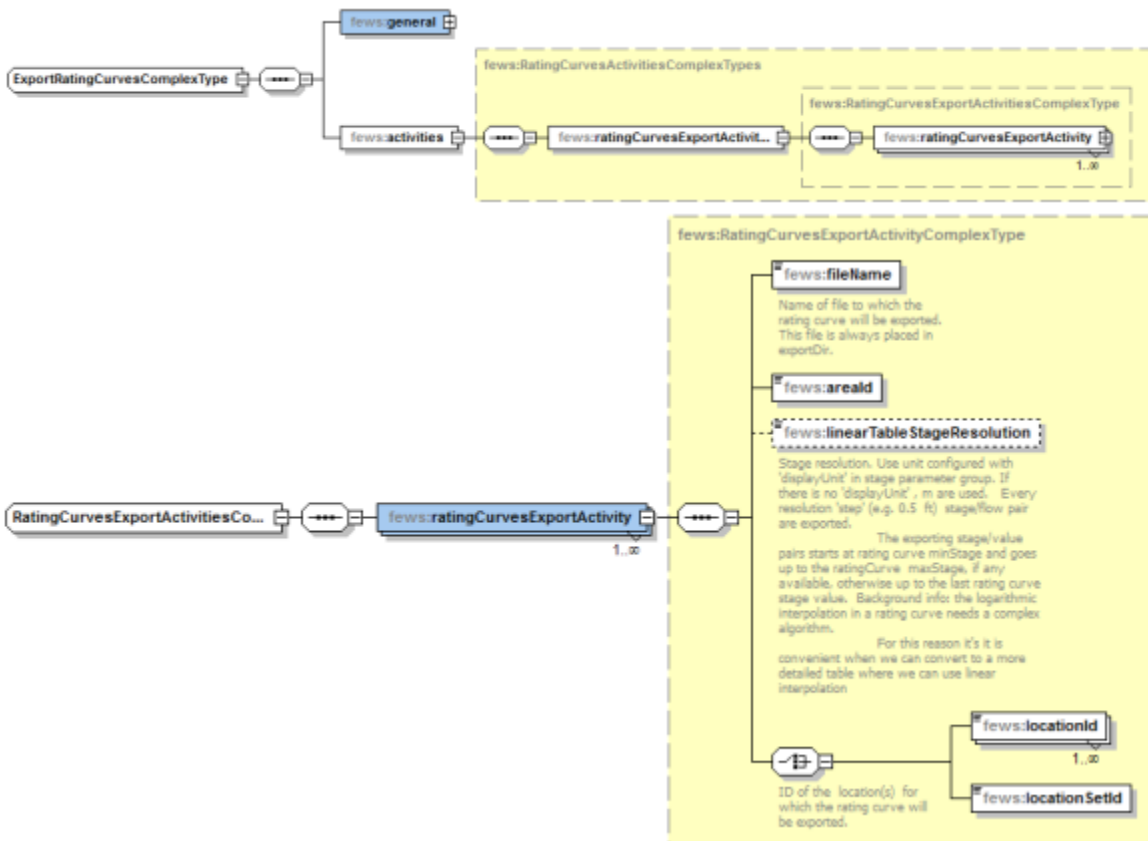 fews:general
ExportRatingCurvesComplexType
fews:RatingCurvesActivitiesComplexTypes
fews:RatingCurvesExportActivitiesComplexType
fews:activities
fews:ratingCurvesExportActivit...
fews:ratingCurvesExportActivity
1..∞
fews:RatingCurvesExportActivityComplexType
fews:fileName
Name of file to which the
rating curve will be exported.
This file is always placed in
exportDir.
fews:areaId
fews:linearTableStageResolution
Stage resolution. Use unit configured with
'displayUnit' in stage parameter group. If
there is no 'displayUnit' , m are used. Every
resolution 'step' (e.g. 0.5 ft) stage/flow pair
are exported.
The exporting stage/value
pairs starts at rating curve minStage and goes
up to the ratingCurve maxStage, if any
available, otherwise up to the last rating curve
stage value. Background info: the logarithmic
interpolation in a rating curve needs a complex
algorithm.
For this reason it's it is
convenient when we can convert to a more
detailed table where we can use linear
interpolation
RatingCurvesExportActivitiesCo...
fews:ratingCurvesExportActivity
1..∞
fews:locationId
1..∞
fews:locationSetId
ID of the location(s) for
which the rating curve will
be exported.